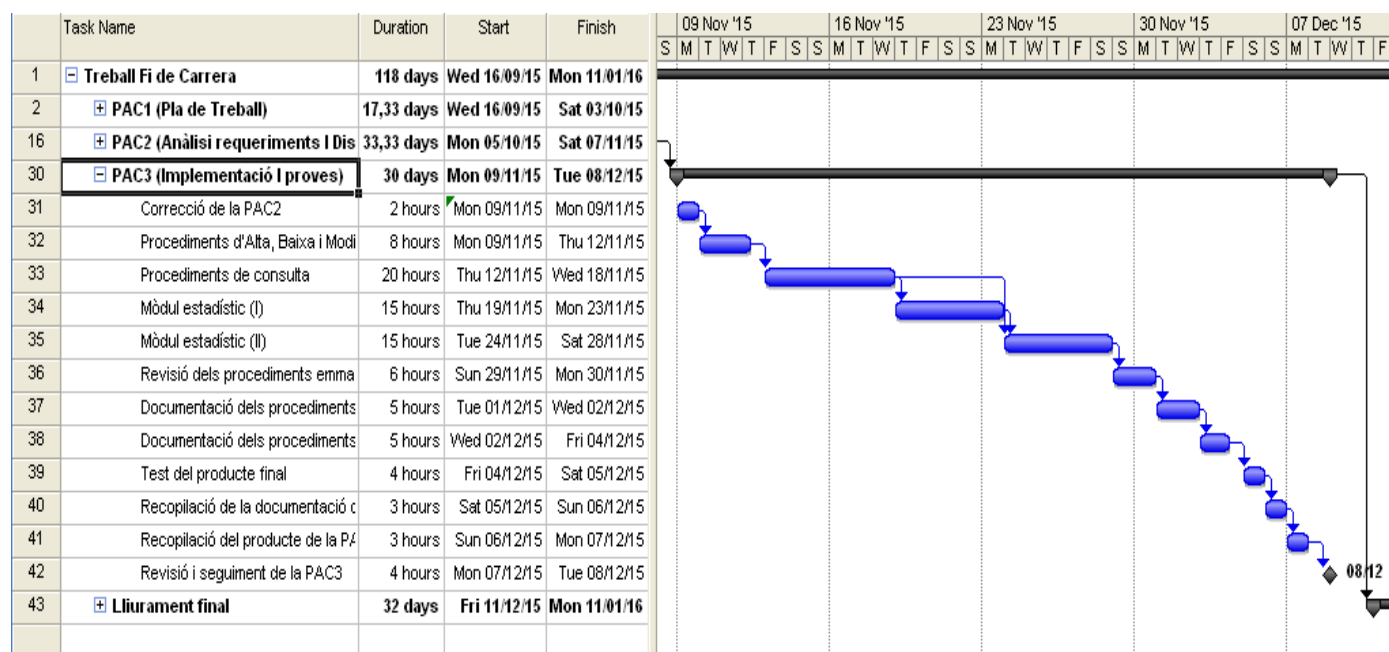 Task Name Duration Start Finish 09 Nov '15 16 Nov '15 23 Nov '15 30 Nov '15 07 Dec '15
S M T W T F S S M T W T F S S M T W T F S S M T W T F S S M T W T F
1 Treball Fi de Carrera 118 days Wed 16/09/15 Mon 11/01/16
2 PAC1 (Pla de Treball) 17,33 days Wed 16/09/15 Sat 03/10/15
16 PAC2 (Anàlisi requeriments I Dis 33,33 days Mon 05/10/15 Sat 07/11/15
30 PAC3 (Implementació I proves) 30 days Mon 09/11/15 Tue 08/12/15
31 Correcció de la PAC2 2 hours Mon 09/11/15 Mon 09/11/15
32 Procediments d'Alta, Baixa i Modi 8 hours Mon 09/11/15 Thu 12/11/15
33 Procediments de consulta 20 hours Thu 12/11/15 Wed 18/11/15
34 Mòdul estadístic (I) 15 hours Thu 19/11/15 Mon 23/11/15
35 Mòdul estadístic (II) 15 hours Tue 24/11/15 Sat 28/11/15
36 Revisió dels procediments emma 6 hours Sun 29/11/15 Mon 30/11/15
37 Documentació dels procediments 5 hours Tue 01/12/15 Wed 02/12/15
38 Documentació dels procediments 5 hours Wed 02/12/15 Fri 04/12/15
39 Test del producte final 4 hours Fri 04/12/15 Sat 05/12/15
40 Recopilació de la documentació 3 hours Sat 05/12/15 Sun 06/12/15
41 Recopilació del producte de la PA 3 hours Sun 06/12/15 Mon 07/12/15
42 Revisió i seguiment de la PAC3 4 hours Mon 07/12/15 Tue 08/12/15 08/12
43 Lliurament final 32 days Fri 11/12/15 Mon 11/01/16